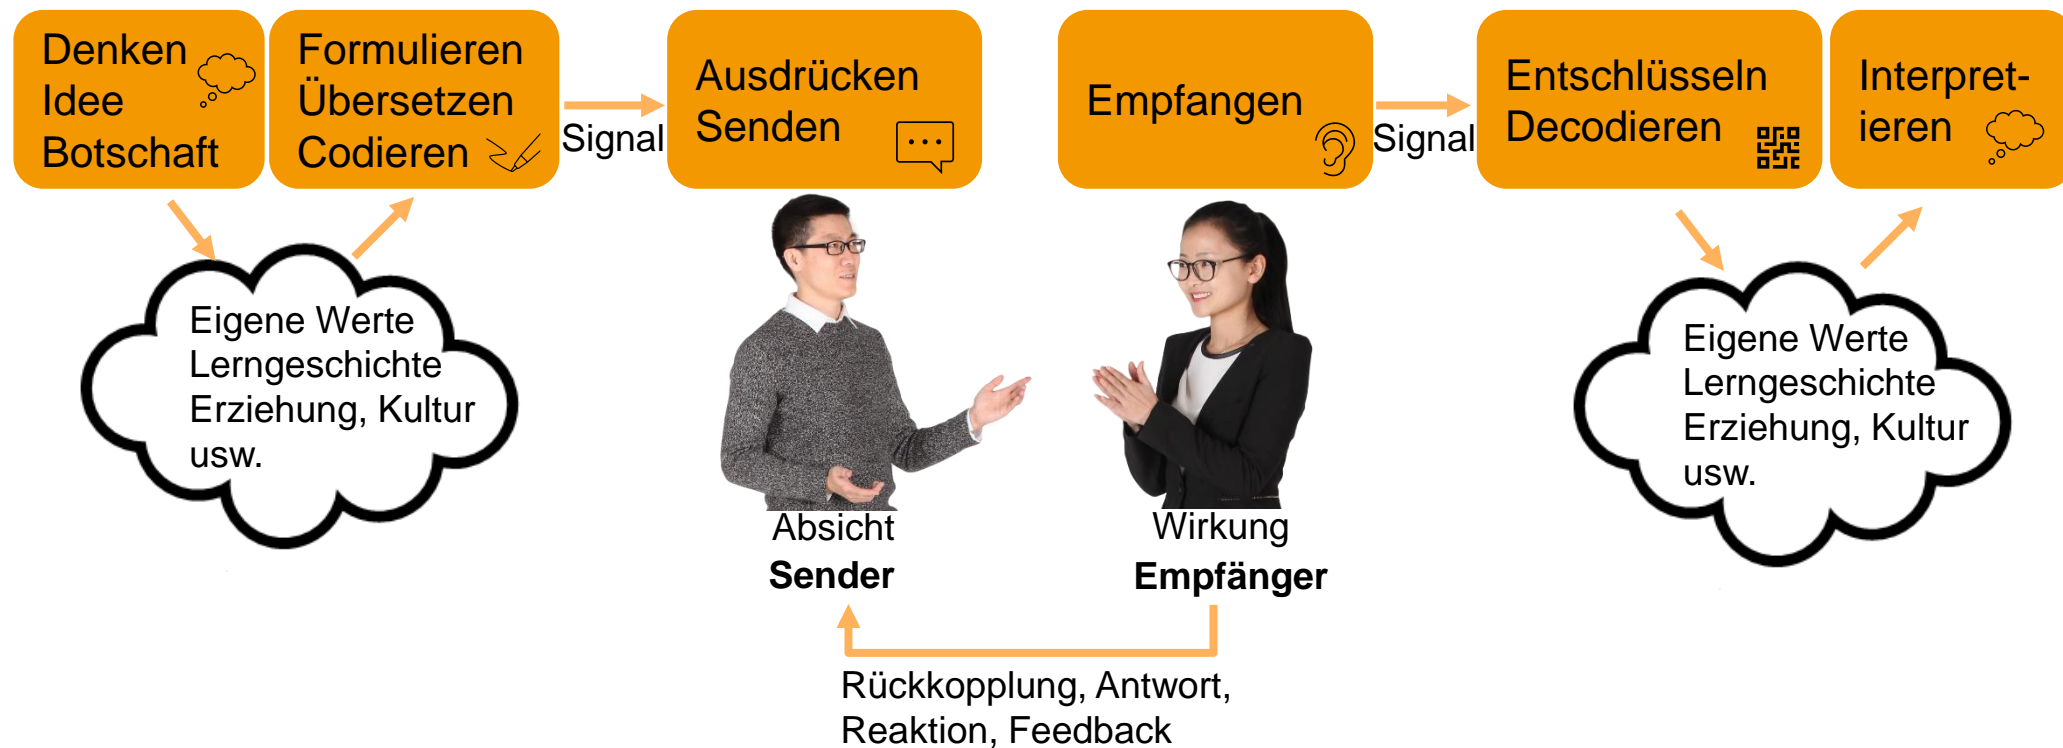 Denken
Idee
Botschaft
Formulieren
Übersetzen
Codieren
Signal
Ausdrücken
Senden
Empfangen
Signal
Entschlüsseln
Decodieren
Interpret-
ieren
Eigene Werte
Lerngeschichte
Erziehung, Kultur
usw.
Absicht
Sender
Wirkung
Empfänger
Eigene Werte
Lerngeschichte
Erziehung, Kultur
usw.
Rückkopplung, Antwort,
Reaktion, Feedback